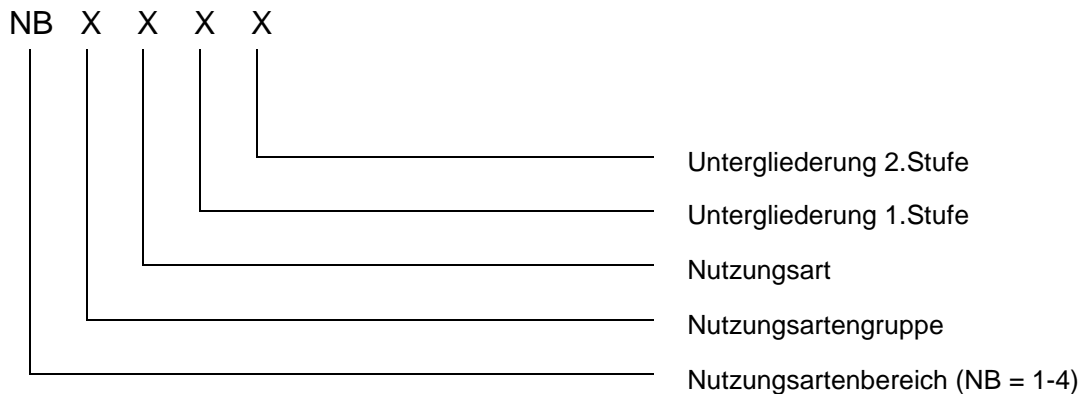 NB X X X X
Untergliederung 2.Stufe
Untergliederung 1.Stufe
Nutzungsart
Nutzungsartengruppe
Nutzungsartenbereich (NB = 1-4)